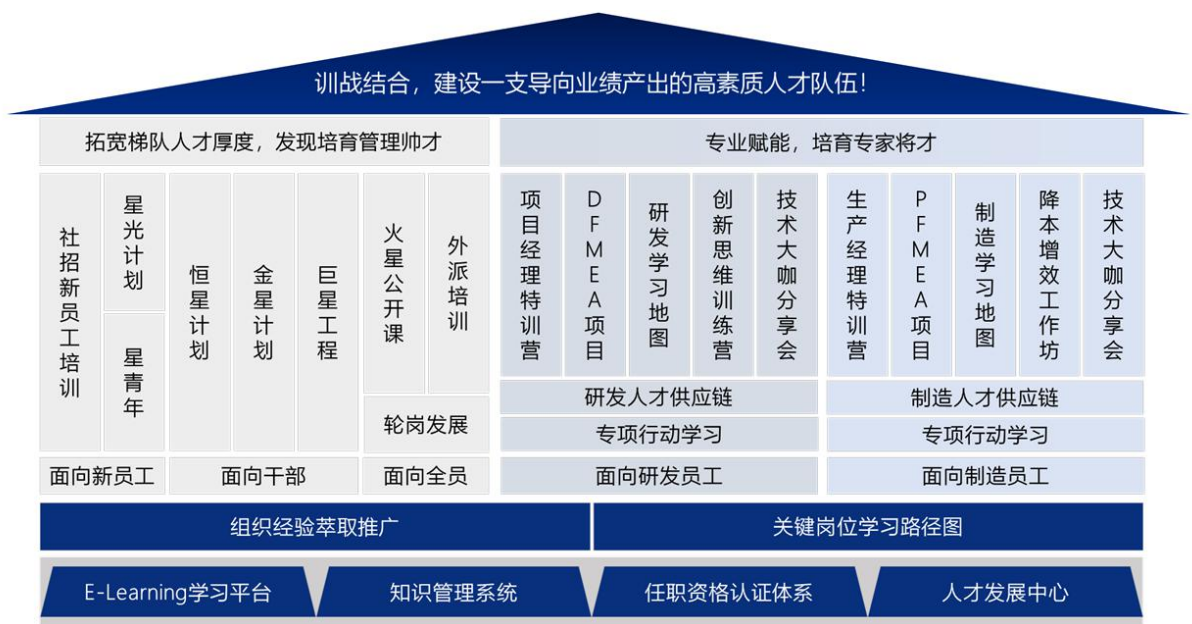 训战结合，建设一支导向业绩产出的高素质人才队伍！
拓宽梯队人才厚度，发现培育管理帅才
专业赋能，培育专家将才
社招新员工培训
星光计划
星青年
恒星计划
金星计划
巨星工程
火星公开课
外派培训
轮岗发展
项目经理特训营
DFMEA项目
研发学习地图
创新思维训练营
技术大咖分享会
生产经理特训营
PFMEA项目
制造学习地图
降本增效工作坊
技术大咖分享会
研发人才供应链
制造人才供应链
专项行动学习
专项行动学习
面向新员工
面向干部
面向全员
面向研发员工
面向制造员工
组织经验萃取推广
关键岗位学习路径图
E-Learning学习平台
知识管理系统
任职资格认证体系
人才发展中心